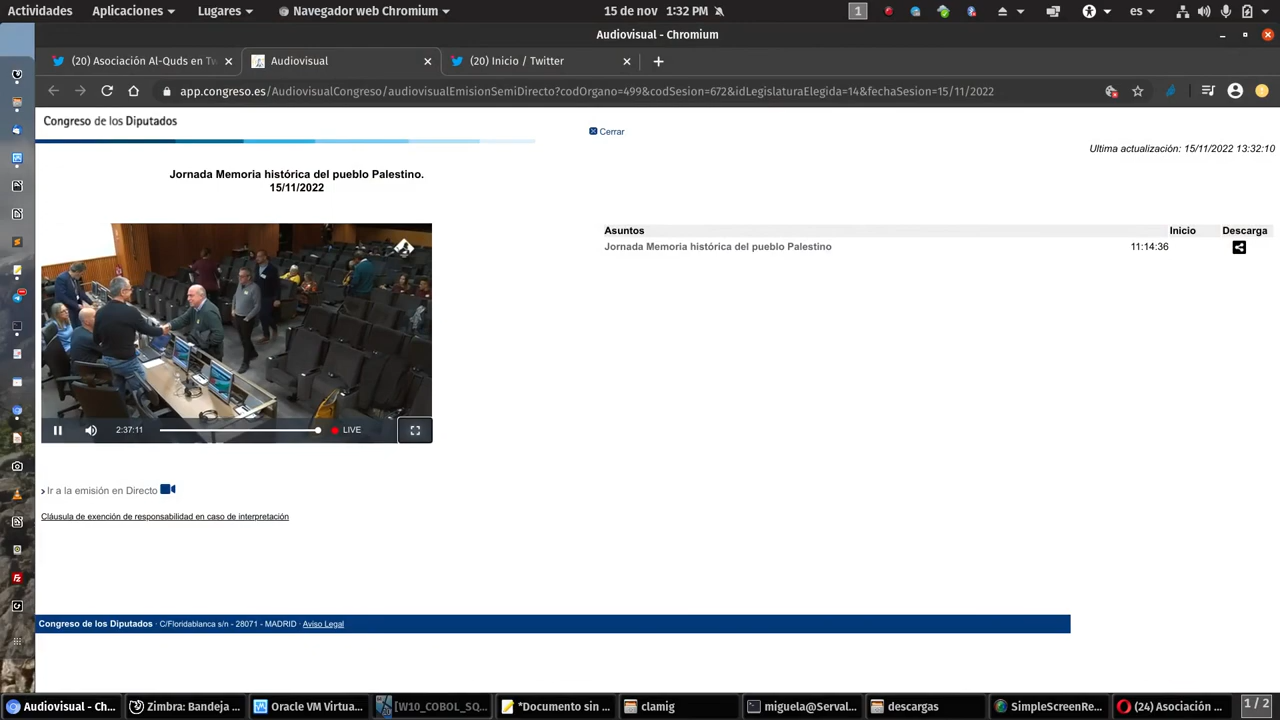 Actividades
Lugares
Navegador web Chromium
15 de nov  1:32 PM
1
es
Audiovisual - Chromium
(20) Asociación Al-Quds en Tw
Audiovisual
(20) Inicio / Twitter
app.congreso.es/AudiovisualCongreso/audiovisualEmisionSemiDirecto?codOrgano=499&codSesion=672&idLegislaturaElegida=14&fechaSesion=15/11/2022
Congreso de los Diputados
Cerrar
Ultima actualización: 15/11/2022 13:32:10
Jornada Memoria histórica del pueblo Palestino.
15/11/2022
Asuntos Inicio Descarga
Jornada Memoria histórica del pueblo Palestino 11:14:36
2:37:11 LIVE
Ir a la emisión en Directo
Cláusula de exención de responsabilidad en caso de interpretación
Congreso de los Diputados · C/Floridablanca s/n - 28071 - MADRID · Aviso Legal
Audiovisual - Ch...
Zimbra: Bandeja ...
Oracle VM Virtua...
[W10_COBOL_SQ...
*Documento sin ...
clamig
miguela@Serval...
descargas
SimpleScreenRe...
(24) Asociación ...
1 / 2